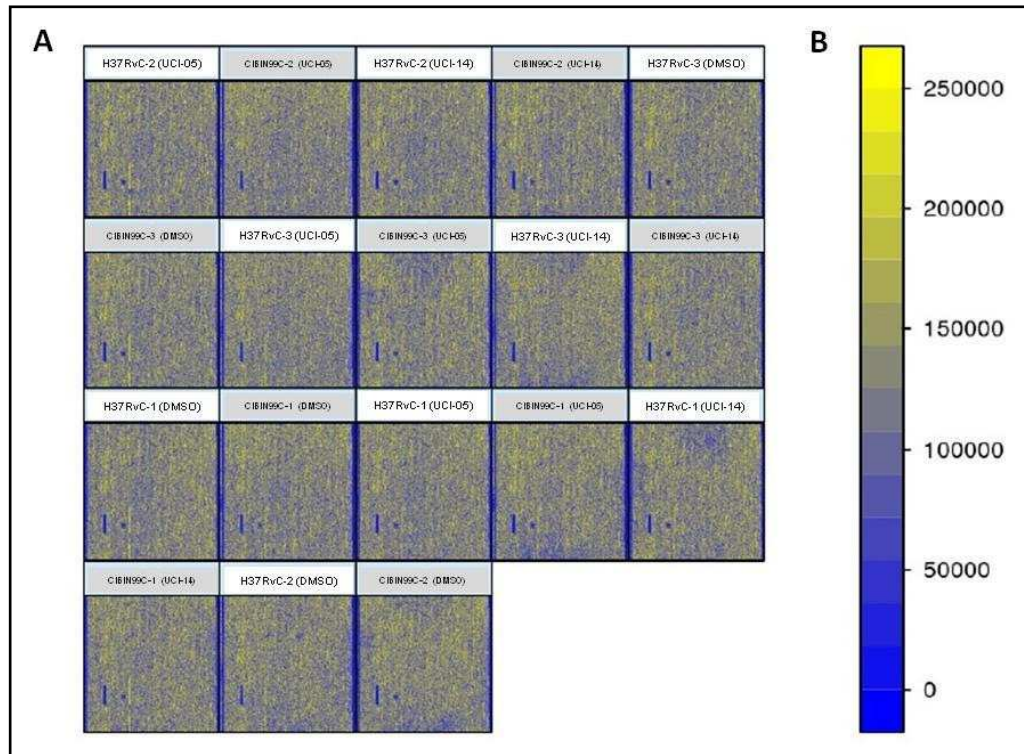 A
B
H37RvC-2 (UCI-05) CIBIN99C-2 (UCI-05) H37RvC-2 (UCI-14) CIBIN99C-2 (UCI-14) H37RvC-3 (DMSO)
CIBIN99C-3 (DMSO) H37RvC-3 (UCI-05) CIBIN99C-3 (UCI-05) H37RvC-3 (UCI-14) CIBIN99C-3 (UCI-14)
H37RvC-1 (DMSO) CIBIN99C-1 (DMSO) H37RvC-1 (UCI-05) CIBIN99C-1 (UCI-05) H37RvC-1 (UCI-14)
CIBIN99C-1 (UCI-14) H37RvC-2 (DMSO) CIBIN99C-2 (DMSO)
250000
200000
150000
100000
50000
0